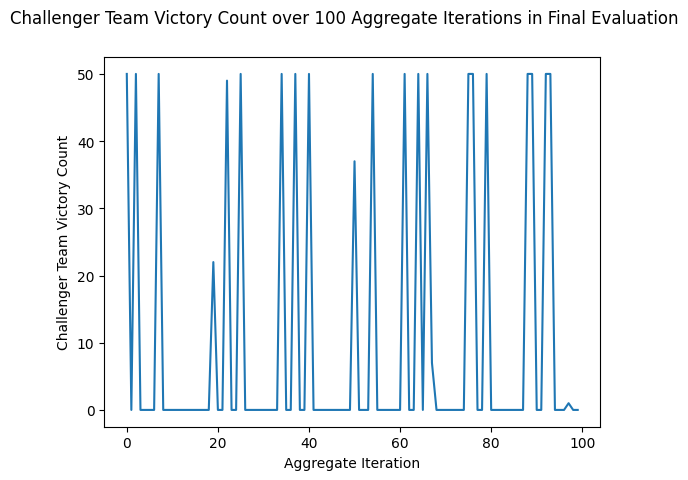 Challenger Team Victory Count over 100 Aggregate Iterations in Final Evaluation
50
40
30
20
10
0
Challenger Team Victory Count
0 20 40 60 80 100
Aggregate Iteration